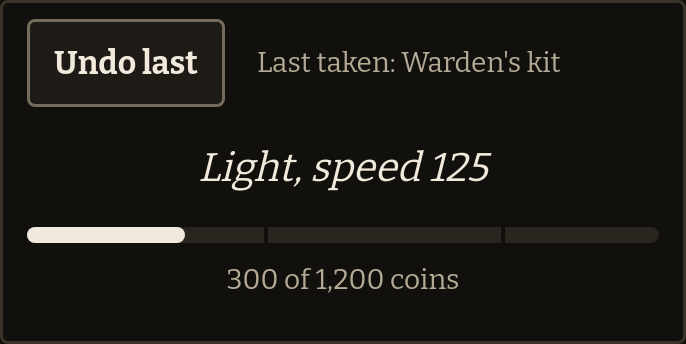 Undo last
Last taken: Warden's kit
Light, speed 125
300 of 1,200 coins